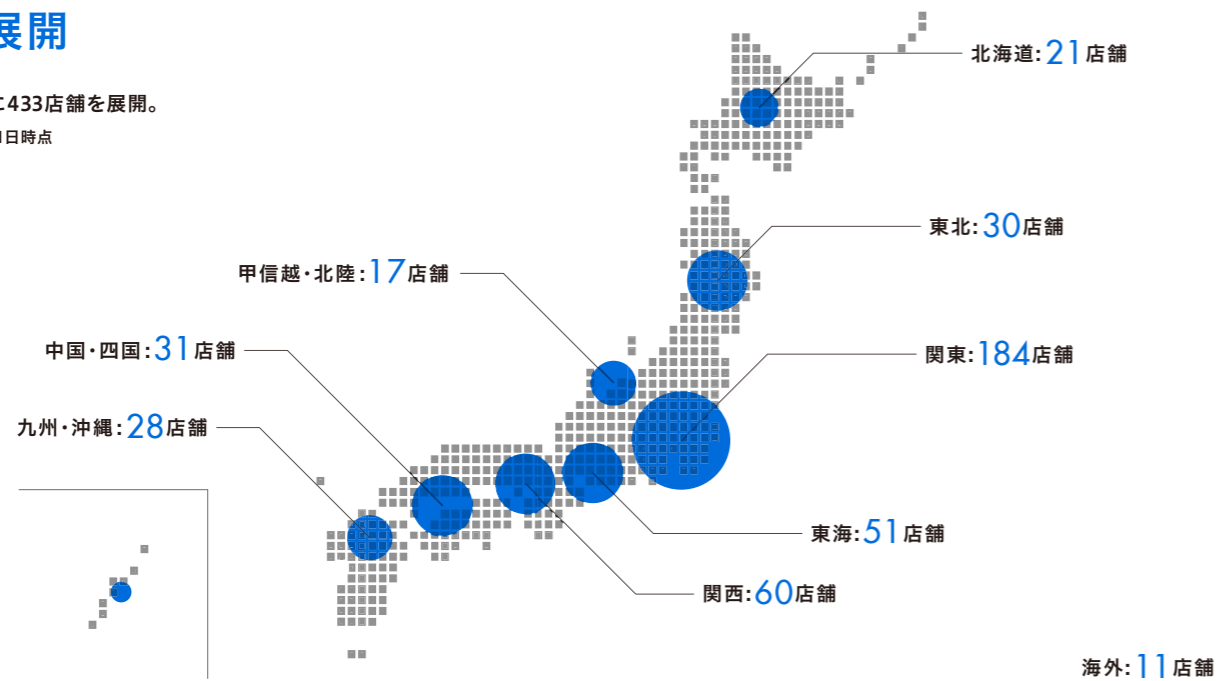 展開
に433店舗を展開。
日時点
北海道:21店舗
東北:30店舗
甲信越・北陸:17店舗
中国・四国:31店舗
関東:184店舗
九州・沖縄:28店舗
東海:51店舗
関西:60店舗
海外:11店舗